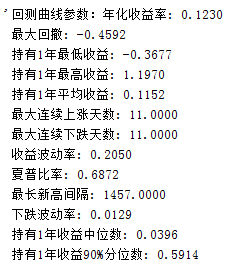 '回测曲线参数：年化收益率：0.1230
最大回撤：-0.4592
持有1年最低收益：-0.3677
持有1年最高收益：1.1970
持有1年平均收益：0.1152
最大连续上涨天数：11.0000
最大连续下跌天数：11.0000
收益波动率：0.2050
夏普比率：0.6872
最长新高间隔：1457.0000
下跌波动率：0.0129
持有1年收益中位数：0.0396
持有1年收益90%分位数：0.5914